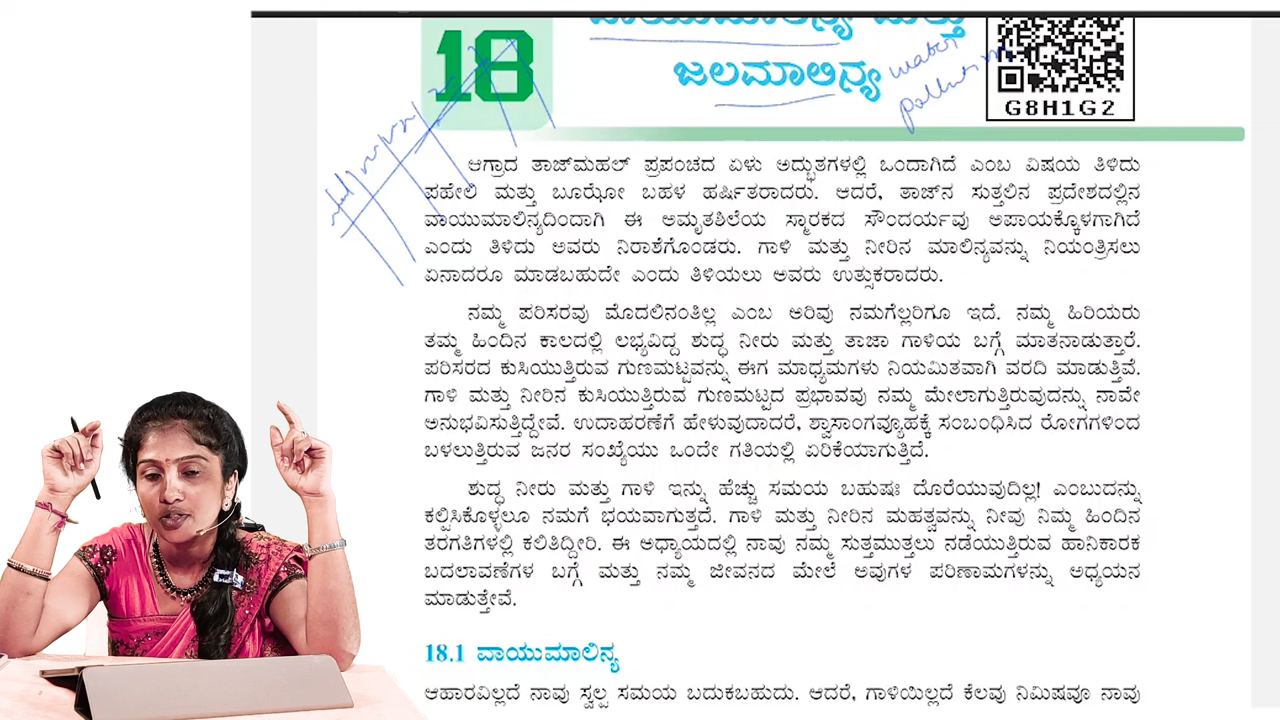 18
ಜಲಮಾಲಿನ್ಯ
water
pollution
G8H1G2
ಆಗ್ರಾದ ತಾಜ್‌ಮಹಲ್ ಪ್ರಪಂಚದ ಏಳು ಅದ್ಭುತಗಳಲ್ಲಿ ಒಂದಾಗಿದೆ ಎಂಬ ವಿಷಯ ತಿಳಿದು
ಪಹೇಲಿ ಮತ್ತು ಬೂಝೋ ಬಹಳ ಹರ್ಷಿತರಾದರು. ಆದರೆ, ತಾಜ್‌ನ ಸುತ್ತಲಿನ ಪ್ರದೇಶದಲ್ಲಿನ
ವಾಯುಮಾಲಿನ್ಯದಿಂದಾಗಿ ಈ ಅಮೃತಶಿಲೆಯ ಸ್ಮಾರಕದ ಸೌಂದರ್ಯವು ಅಪಾಯಕ್ಕೊಳಗಾಗಿದೆ
ಎಂದು ತಿಳಿದು ಅವರು ನಿರಾಶೆಗೊಂಡರು. ಗಾಳಿ ಮತ್ತು ನೀರಿನ ಮಾಲಿನ್ಯವನ್ನು ನಿಯಂತ್ರಿಸಲು
ಏನಾದರೂ ಮಾಡಬಹುದೇ ಎಂದು ತಿಳಿಯಲು ಅವರು ಉತ್ಸುಕರಾದರು.
ನಮ್ಮ ಪರಿಸರವು ಮೊದಲಿನಂತಿಲ್ಲ ಎಂಬ ಅರಿವು ನಮಗೆಲ್ಲರಿಗೂ ಇದೆ. ನಮ್ಮ ಹಿರಿಯರು
ತಮ್ಮ ಹಿಂದಿನ ಕಾಲದಲ್ಲಿ ಲಭ್ಯವಿದ್ದ ಶುದ್ಧ ನೀರು ಮತ್ತು ತಾಜಾ ಗಾಳಿಯ ಬಗ್ಗೆ ಮಾತನಾಡುತ್ತಾರೆ.
ಪರಿಸರದ ಕುಸಿಯುತ್ತಿರುವ ಗುಣಮಟ್ಟವನ್ನು ಈಗ ಮಾಧ್ಯಮಗಳು ನಿಯಮಿತವಾಗಿ ವರದಿ ಮಾಡುತ್ತಿವೆ.
ಗಾಳಿ ಮತ್ತು ನೀರಿನ ಕುಸಿಯುತ್ತಿರುವ ಗುಣಮಟ್ಟದ ಪ್ರಭಾವವು ನಮ್ಮ ಮೇಲಾಗುತ್ತಿರುವುದನ್ನು ನಾವೇ
ಅನುಭವಿಸುತ್ತಿದ್ದೇವೆ. ಉದಾಹರಣೆಗೆ ಹೇಳುವುದಾದರೆ, ಶ್ವಾಸಾಂಗವ್ಯೂಹಕ್ಕೆ ಸಂಬಂಧಿಸಿದ ರೋಗಗಳಿಂದ
ಬಳಲುತ್ತಿರುವ ಜನರ ಸಂಖ್ಯೆಯು ಒಂದೇ ಗತಿಯಲ್ಲಿ ಏರಿಕೆಯಾಗುತ್ತಿದೆ.
ಶುದ್ಧ ನೀರು ಮತ್ತು ಗಾಳಿ ಇನ್ನು ಹೆಚ್ಚು ಸಮಯ ಬಹುಷಃ ದೊರೆಯುವುದಿಲ್ಲ! ಎಂಬುದನ್ನು
ಕಲ್ಪಿಸಿಕೊಳ್ಳಲೂ ನಮಗೆ ಭಯವಾಗುತ್ತದೆ. ಗಾಳಿ ಮತ್ತು ನೀರಿನ ಮಹತ್ವವನ್ನು ನೀವು ನಿಮ್ಮ ಹಿಂದಿನ
ತರಗತಿಗಳಲ್ಲಿ ಕಲಿತಿದ್ದೀರಿ. ಈ ಅಧ್ಯಾಯದಲ್ಲಿ ನಾವು ನಮ್ಮ ಸುತ್ತಮುತ್ತಲು ನಡೆಯುತ್ತಿರುವ ಹಾನಿಕಾರಕ
ಬದಲಾವಣೆಗಳ ಬಗ್ಗೆ ಮತ್ತು ನಮ್ಮ ಜೀವನದ ಮೇಲೆ ಅವುಗಳ ಪರಿಣಾಮಗಳನ್ನು ಅಧ್ಯಯನ
ಮಾಡುತ್ತೇವೆ.
18.1 ವಾಯುಮಾಲಿನ್ಯ
ಆಹಾರವಿಲ್ಲದೆ ನಾವು ಸ್ವಲ್ಪ ಸಮಯ ಬದುಕಬಹುದು. ಆದರೆ, ಗಾಳಿಯಿಲ್ಲದೆ ಕೆಲವು ನಿಮಿಷವೂ ನಾವು